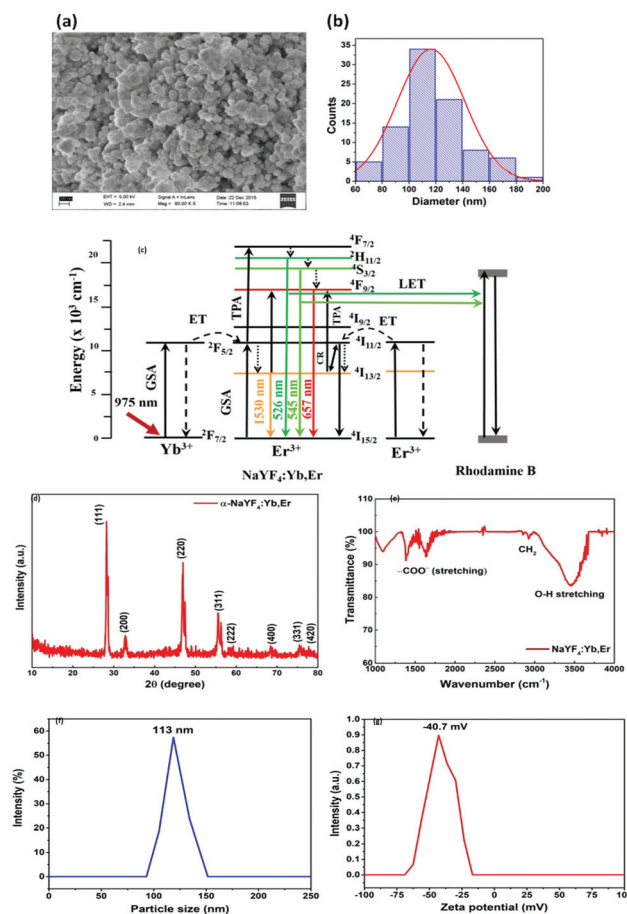 (a)
(b)
EHT = 5.00 kV
Signal A = InLens
Date :22 Dec 2015
WD = 2.4 mm
Mag = 60.00 K X
Time :11:08:53
ZEISS
35
30
25
20
15
10
5
0
Counts
60 80 100 120 140 160 180 200
Diameter (nm)
(c)
Energy (x 10³ cm)
20
15
10
5
0
⁴F₇/₂
²H₁₁/₂
⁴S₃/₂
⁴F₉/₂
LET
TPA
TPA
⁴I₉/₂
ET
ET
²F₅/₂
⁴I₁₁/₂
CR
⁴I₁₃/₂
GSA
GSA
1530 nm
526 nm
545 nm
657 nm
975 nm
²F₇/₂
⁴I₁₅/₂
Yb³⁺
Er³⁺
Er³⁺
Rhodamine B
NaYF₄:Yb,Er
(d)
α-NaYF₄:Yb,Er
(111)
(200)
(220)
(311)
(222)
(400)
(331)
(420)
Intensity (a.u.)
10 20 30 40 50 60 70 80
2θ (degree)
(e)
110
100
90
80
70
60
Transmittance (%)
–COO⁻ (stretching)
CH₂
O-H stretching
NaYF₄:Yb,Er
1000 1500 2000 2500 3000 3500 4000
Wavenumber (cm⁻¹
(f)
113 nm
60
50
40
30
20
10
0
Intensity (%)
0 50 100 150 200 250
Particle size (nm)
(g)
-40.7 mV
1.0
0.9
0.8
0.7
0.6
0.5
0.4
0.3
0.2
0.1
0.0
Intensity (a.u.)
-100 -75 -50 -25 0 25 50 75 100
Zeta potential (mV)